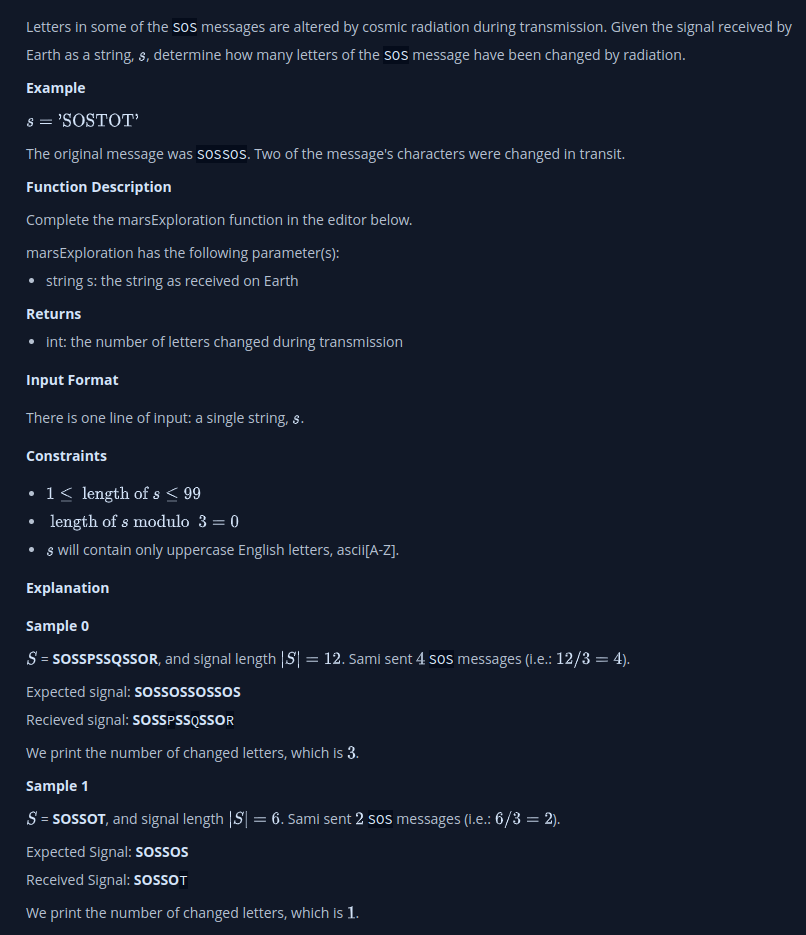 Letters in some of the SOS messages are altered by cosmic radiation during transmission. Given the signal received by
Earth as a string, s, determine how many letters of the SOS message have been changed by radiation.
Example
s = 'SOSTOT'
The original message was SOSSOS. Two of the message's characters were changed in transit.
Function Description
Complete the marsExploration function in the editor below.
marsExploration has the following parameter(s):
• string s: the string as received on Earth
Returns
• int: the number of letters changed during transmission
Input Format
There is one line of input: a single string, s.
Constraints
• 1 ≤ length of s ≤ 99
• length of s modulo 3 = 0
• s will contain only uppercase English letters, ascii[A-Z].
Explanation
Sample 0
S = SOSSPSSQSSOR, and signal length |S| = 12. Sami sent 4 SOS messages (i.e.: 12/3 = 4).
Expected signal: SOSSOSSOSSOS
Recieved signal: SOSSPSSQSSOR
We print the number of changed letters, which is 3.
Sample 1
S = SOSSOT, and signal length |S| = 6. Sami sent 2 SOS messages (i.e.: 6/3 = 2).
Expected Signal: SOSSOS
Received Signal: SOSSOT
We print the number of changed letters, which is 1.